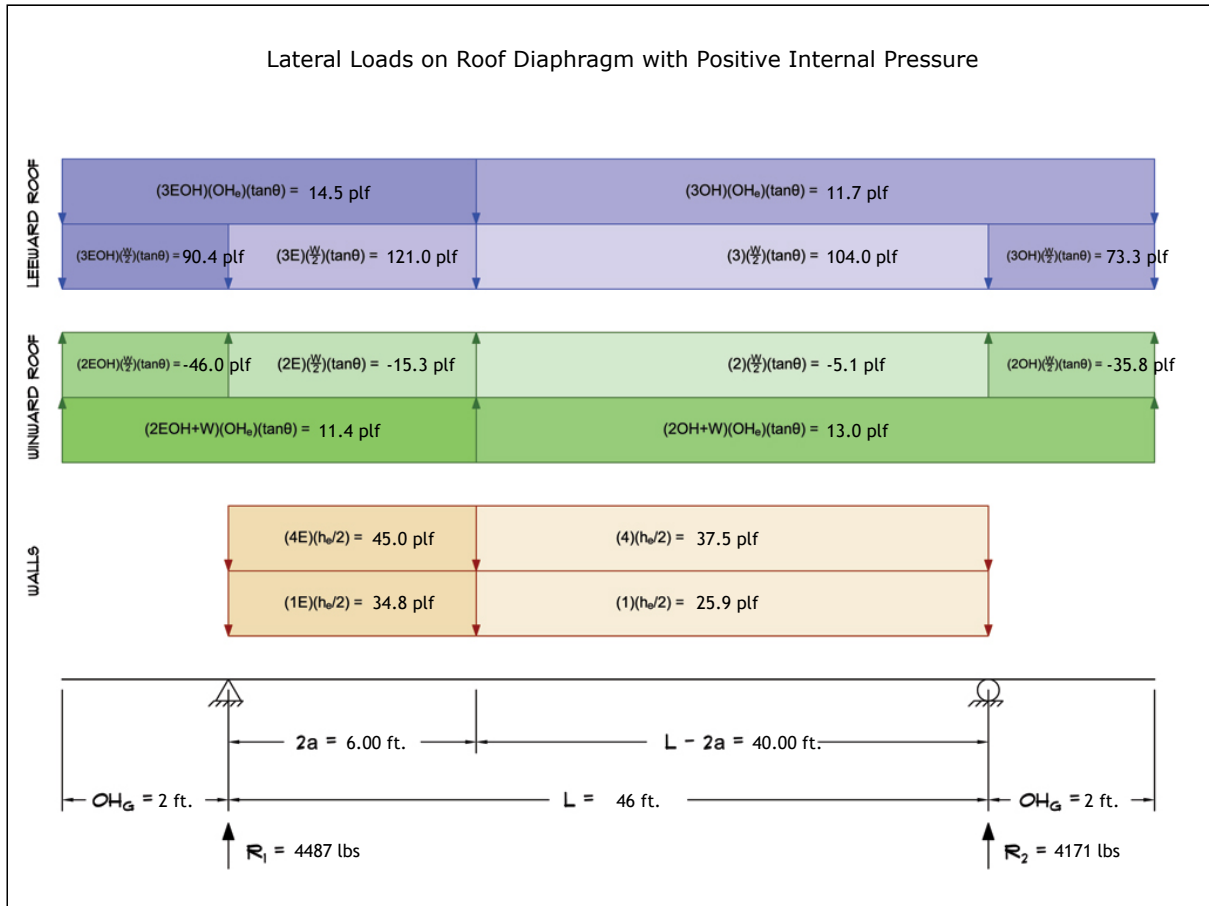 Lateral Loads on Roof Diaphragm with Positive Internal Pressure
LEEWARD ROOF
(3EOH)(OHₑ)(tanθ) = 14.5 plf
(3OH)(OHₑ)(tanθ) = 11.7 plf
(3EOH)(W/2)(tanθ) = 90.4 plf
(3E)(W/2)(tanθ) = 121.0 plf
(3)(W/2)(tanθ) = 104.0 plf
(3OH)(W/2)(tanθ) = 73.3 plf
WINWARD ROOF
(2EOH)(W/2)(tanθ) = -46.0 plf
(2E)(W/2)(tanθ) = -15.3 plf
(2)(W/2)(tanθ) = -5.1 plf
(2OH)(W/2)(tanθ) = -35.8 plf
(2EOH+W)(OHₑ)(tanθ) = 11.4 plf
(2OH+W)(OHₑ)(tanθ) = 13.0 plf
WALLS
(4E)(hₑ/2) = 45.0 plf
(4)(hₑ/2) = 37.5 plf
(1E)(hₑ/2) = 34.8 plf
(1)(hₑ/2) = 25.9 plf
2a = 6.00 ft.
L - 2a = 40.00 ft.
OH_G = 2 ft.
L = 46 ft.
OH_G = 2 ft.
R₁ = 4487 lbs
R₂ = 4171 lbs